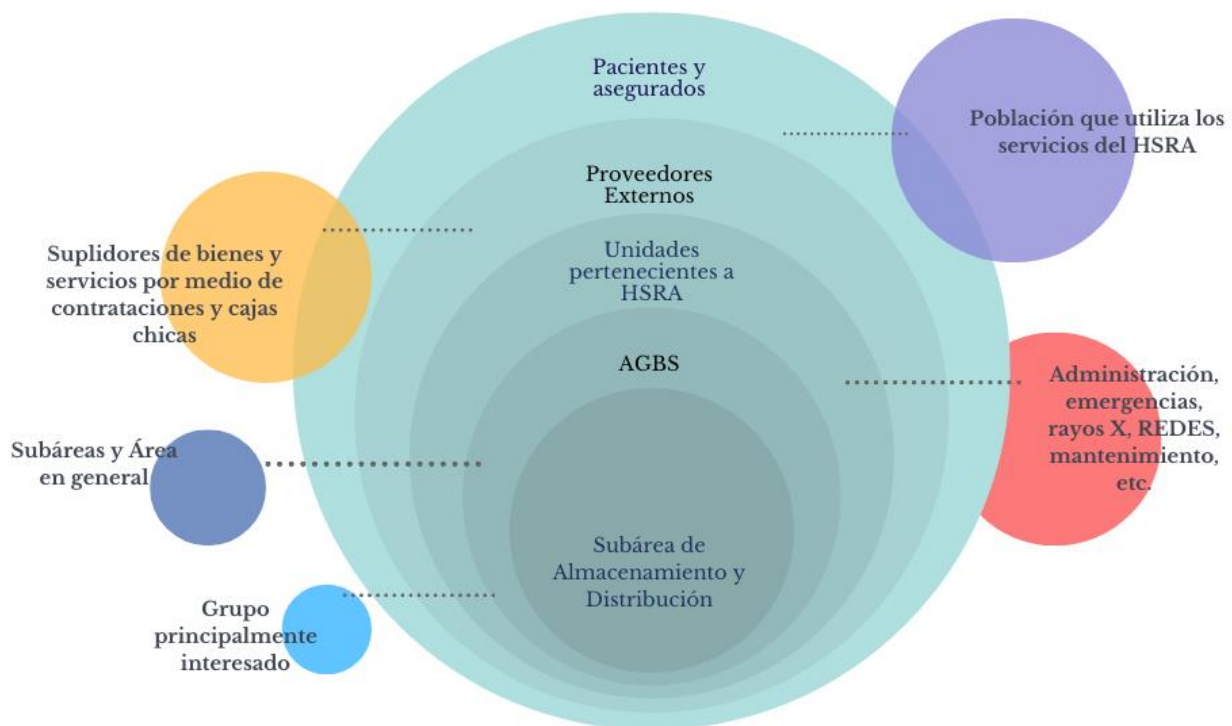 Pacientes y
asegurados
Población que utiliza los
servicios del HSRA
Proveedores
Externos
Suplidores de bienes y
servicios por medio de
contrataciones y cajas
chicas
Unidades
pertenecientes a
HSRA
AGBS
Administración,
emergencias,
rayos X, REDES,
mantenimiento,
etc.
Subáreas y Área
en general
Subárea de
Almacenamiento y
Distribución
Grupo
principalmente
interesado